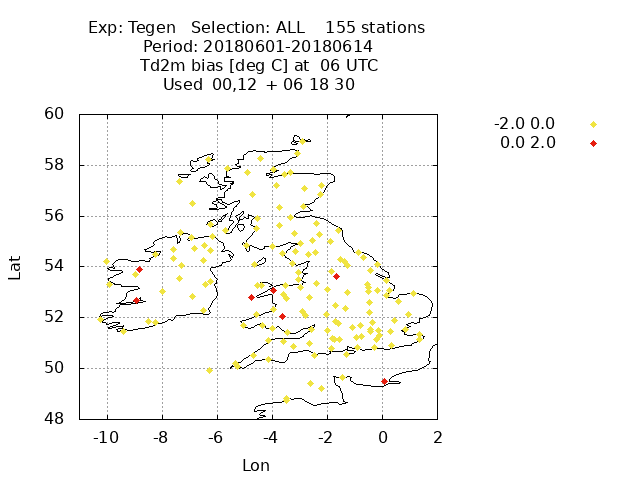 Exp: Tegen   Selection: ALL    155 stations
Period: 20180601-20180614
Td2m bias [deg C] at  06 UTC
Used  00,12  + 06 18 30
-2.0 0.0
0.0 2.0
60
58
56
54
52
50
48
Lat
-10 -8 -6 -4 -2 0 2
Lon